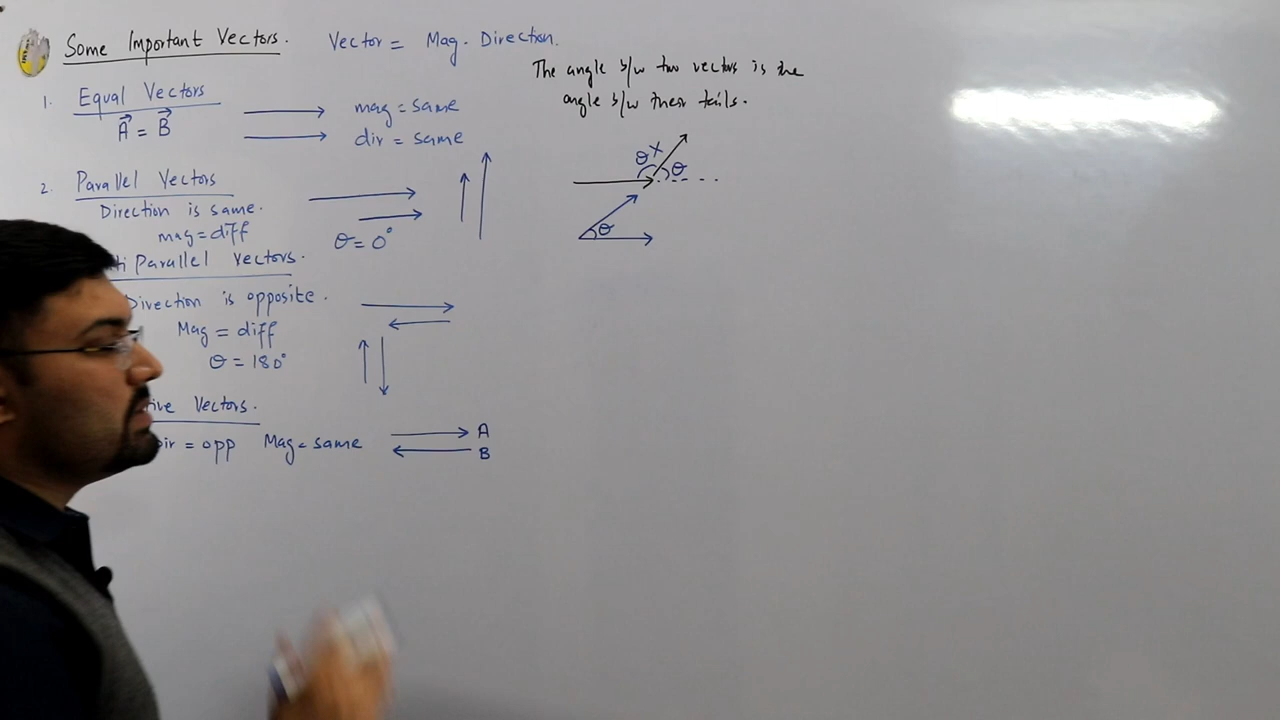 Some Important Vectors.
Vector = Mag. Direction.
The angle b/w two vectors is the
angle b/w their tails.
1. Equal Vectors
A⃗ = B⃗
mag = same
dir = same
2. Parallel Vectors
Direction is same.
mag = diff
θ = 0°
ti Parallel Vectors.
Direction is opposite.
Mag = diff
θ = 180°
ive Vectors.
Dir = opp Mag = same
A
B
θ x θ
θ